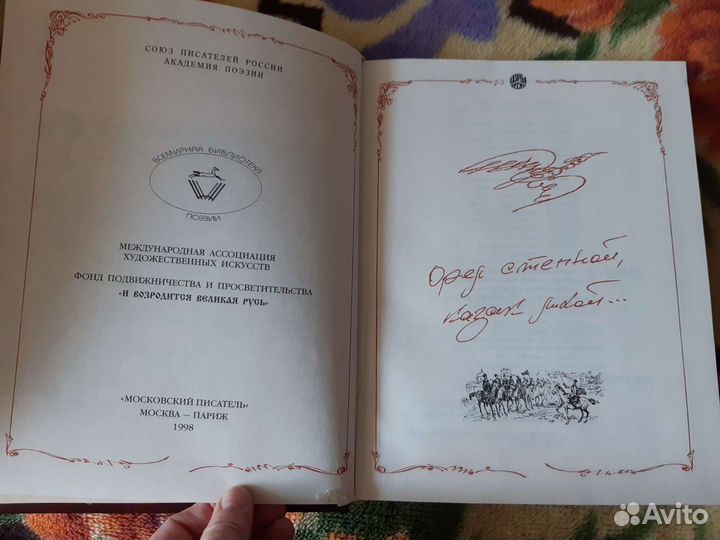 СОЮЗ ПИСАТЕЛЕЙ РОССИИ
АКАДЕМИЯ ПОЭЗИИ
ВСЕМИРНАЯ БИБЛИОТЕКА
ПОЭЗИИ
МЕЖДУНАРОДНАЯ АССОЦИАЦИЯ
ХУДОЖЕСТВЕННЫХ ИСКУССТВ
ФОНД ПОДВИЖНИЧЕСТВА И ПРОСВЕТИТЕЛЬСТВА
«И ВОЗРОДИТСЯ ВЕЛИКАЯ РУСЬ»
"МОСКОВСКИЙ ПИСАТЕЛЬ"
МОСКВА — ПАРИЖ
1998
Орел степной,
казак лихой...
Avito